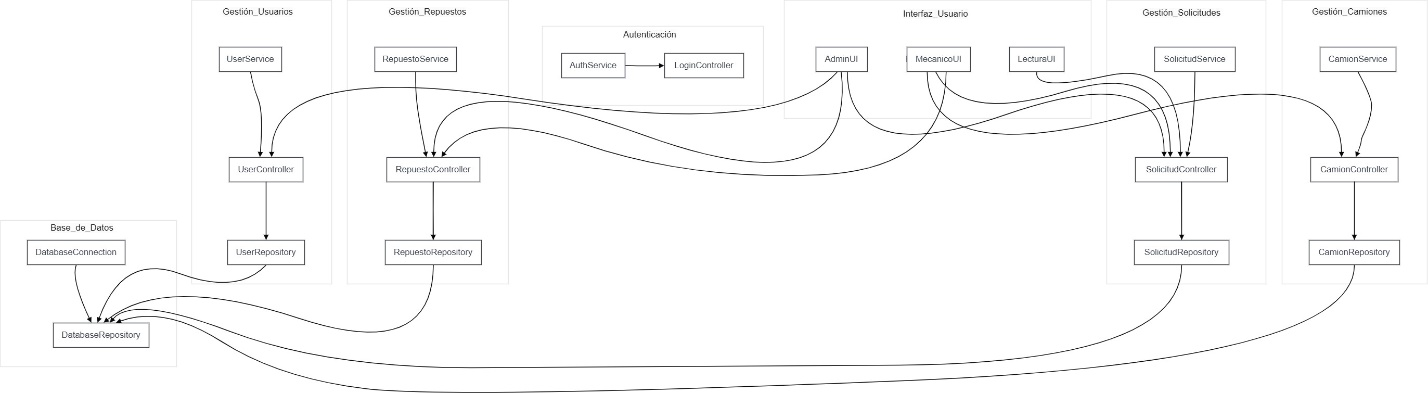 Gestión_Usuarios
Gestión_Repuestos
Autenticación
Interfaz_Usuario
Gestión_Solicitudes
Gestión_Camiones
UserService
RepuestoService
AuthService
LoginController
AdminUI
MecanicoUI
LecturaUI
SolicitudService
CamionService
UserController
RepuestoController
SolicitudController
CamionController
Base_de_Datos
DatabaseConnection
UserRepository
RepuestoRepository
SolicitudRepository
CamionRepository
DatabaseRepository